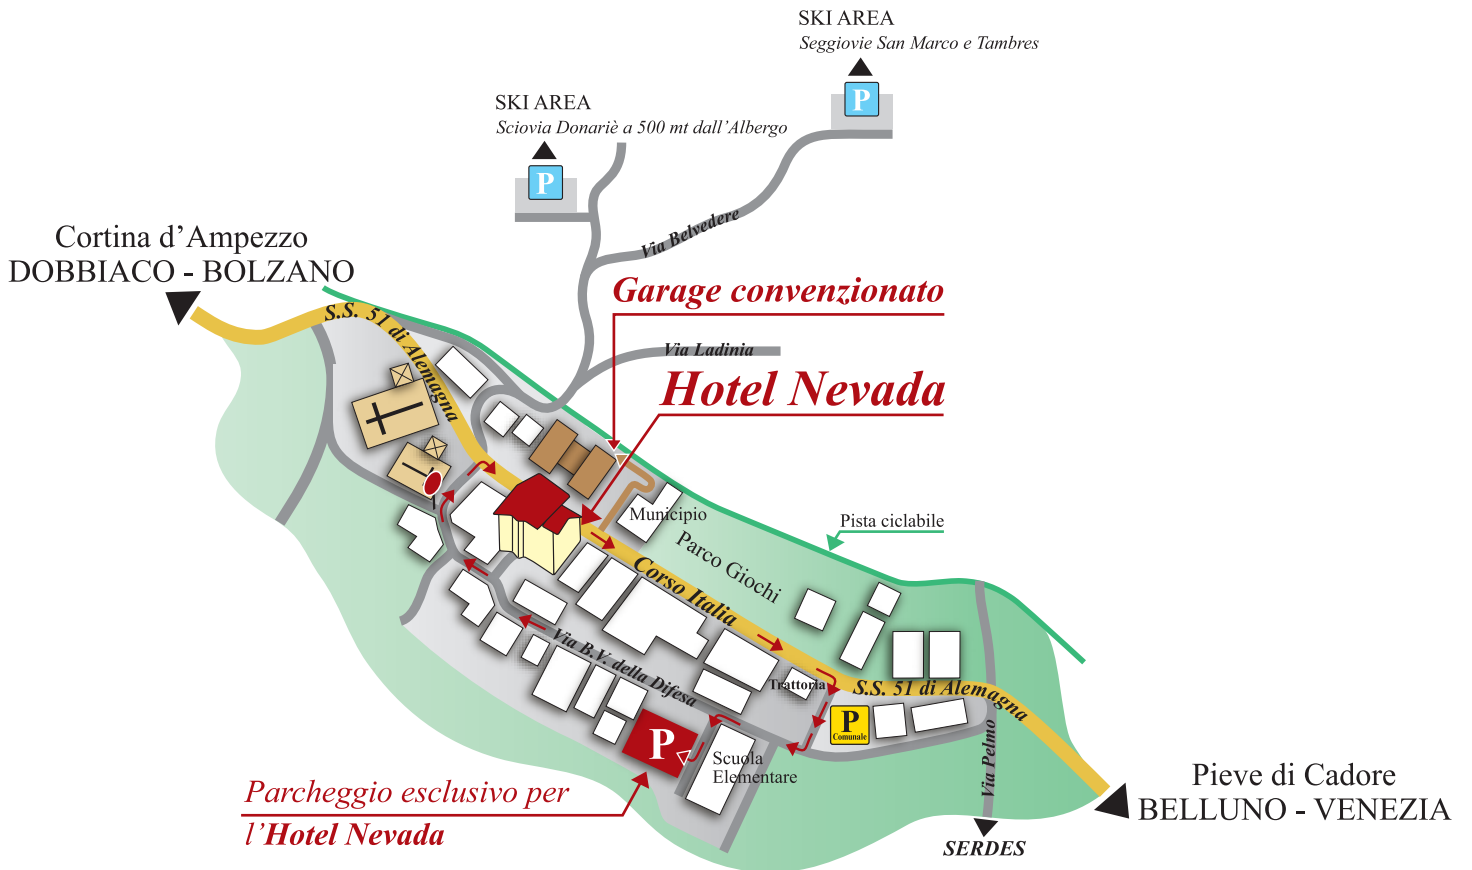 SKI AREA
Seggiovie San Marco e Tambres
P
SKI AREA
Sciovia Donariè a 500 mt dall'Albergo
P
Via Belvedere
Cortina d'Ampezzo
DOBBIACO - BOLZANO
Garage convenzionato
S.S. 51 di Alemagna
Via Ladinia
Hotel Nevada
Municipio
Pista ciclabile
Parco Giochi
Corso Italia
Via B.V. della Difesa
Trattoria
S.S. 51 di Alemagna
P
Comunale
P
Scuola
Elementare
Via Pelmo
Parcheggio esclusivo per
l'Hotel Nevada
Pieve di Cadore
BELLUNO - VENEZIA
SERDES